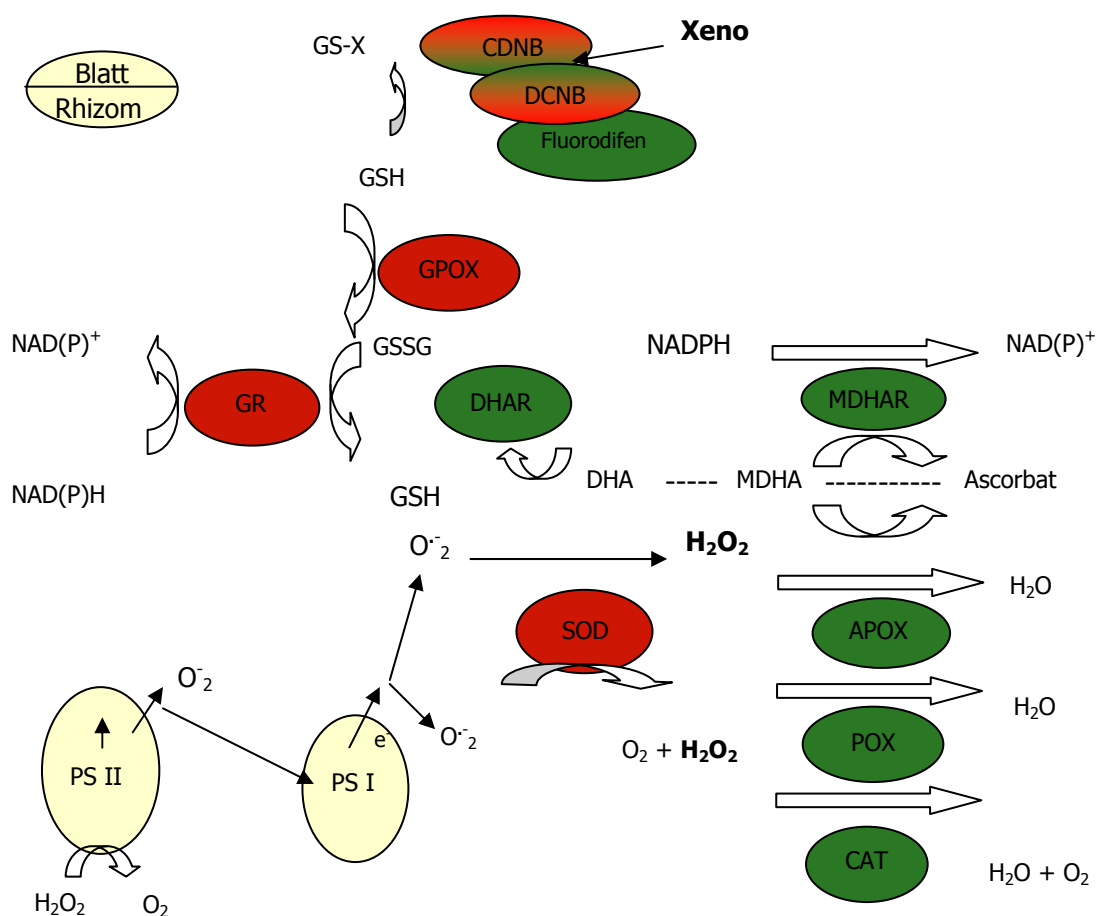 GS-X
CDNB
Xeno
Blatt
Rhizom
DCNB
Fluorodifen
GSH
GPOX
NAD(P)⁺
GSSG
NADPH
NAD(P)⁺
GR
DHAR
MDHAR
NAD(P)H
GSH
DHA ----- MDHA ----------- Ascorbat
O·⁻₂
H₂O₂
H₂O
SOD
APOX
O⁻₂
H₂O
PS II
PS I
e⁻
O·⁻₂
O₂ + H₂O₂
POX
CAT
H₂O₂
O₂
H₂O + O₂